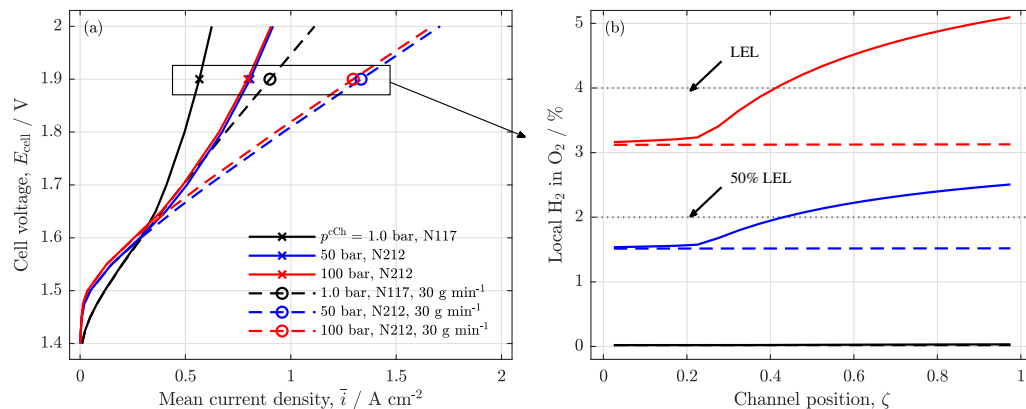 (a)
2
1.9
1.8
1.7
1.6
1.5
1.4
Cell voltage, E_cell / V
p^cCh = 1.0 bar, N117
50 bar, N212
100 bar, N212
1.0 bar, N117, 30 g min⁻¹
50 bar, N212, 30 g min⁻¹
100 bar, N212, 30 g min⁻¹
0 0.5 1 1.5 2
Mean current density, i̅ / A cm⁻²
(b)
5
4
3
2
1
0
Local H₂ in O₂ / %
LEL
50% LEL
0 0.2 0.4 0.6 0.8 1
Channel position, ζ